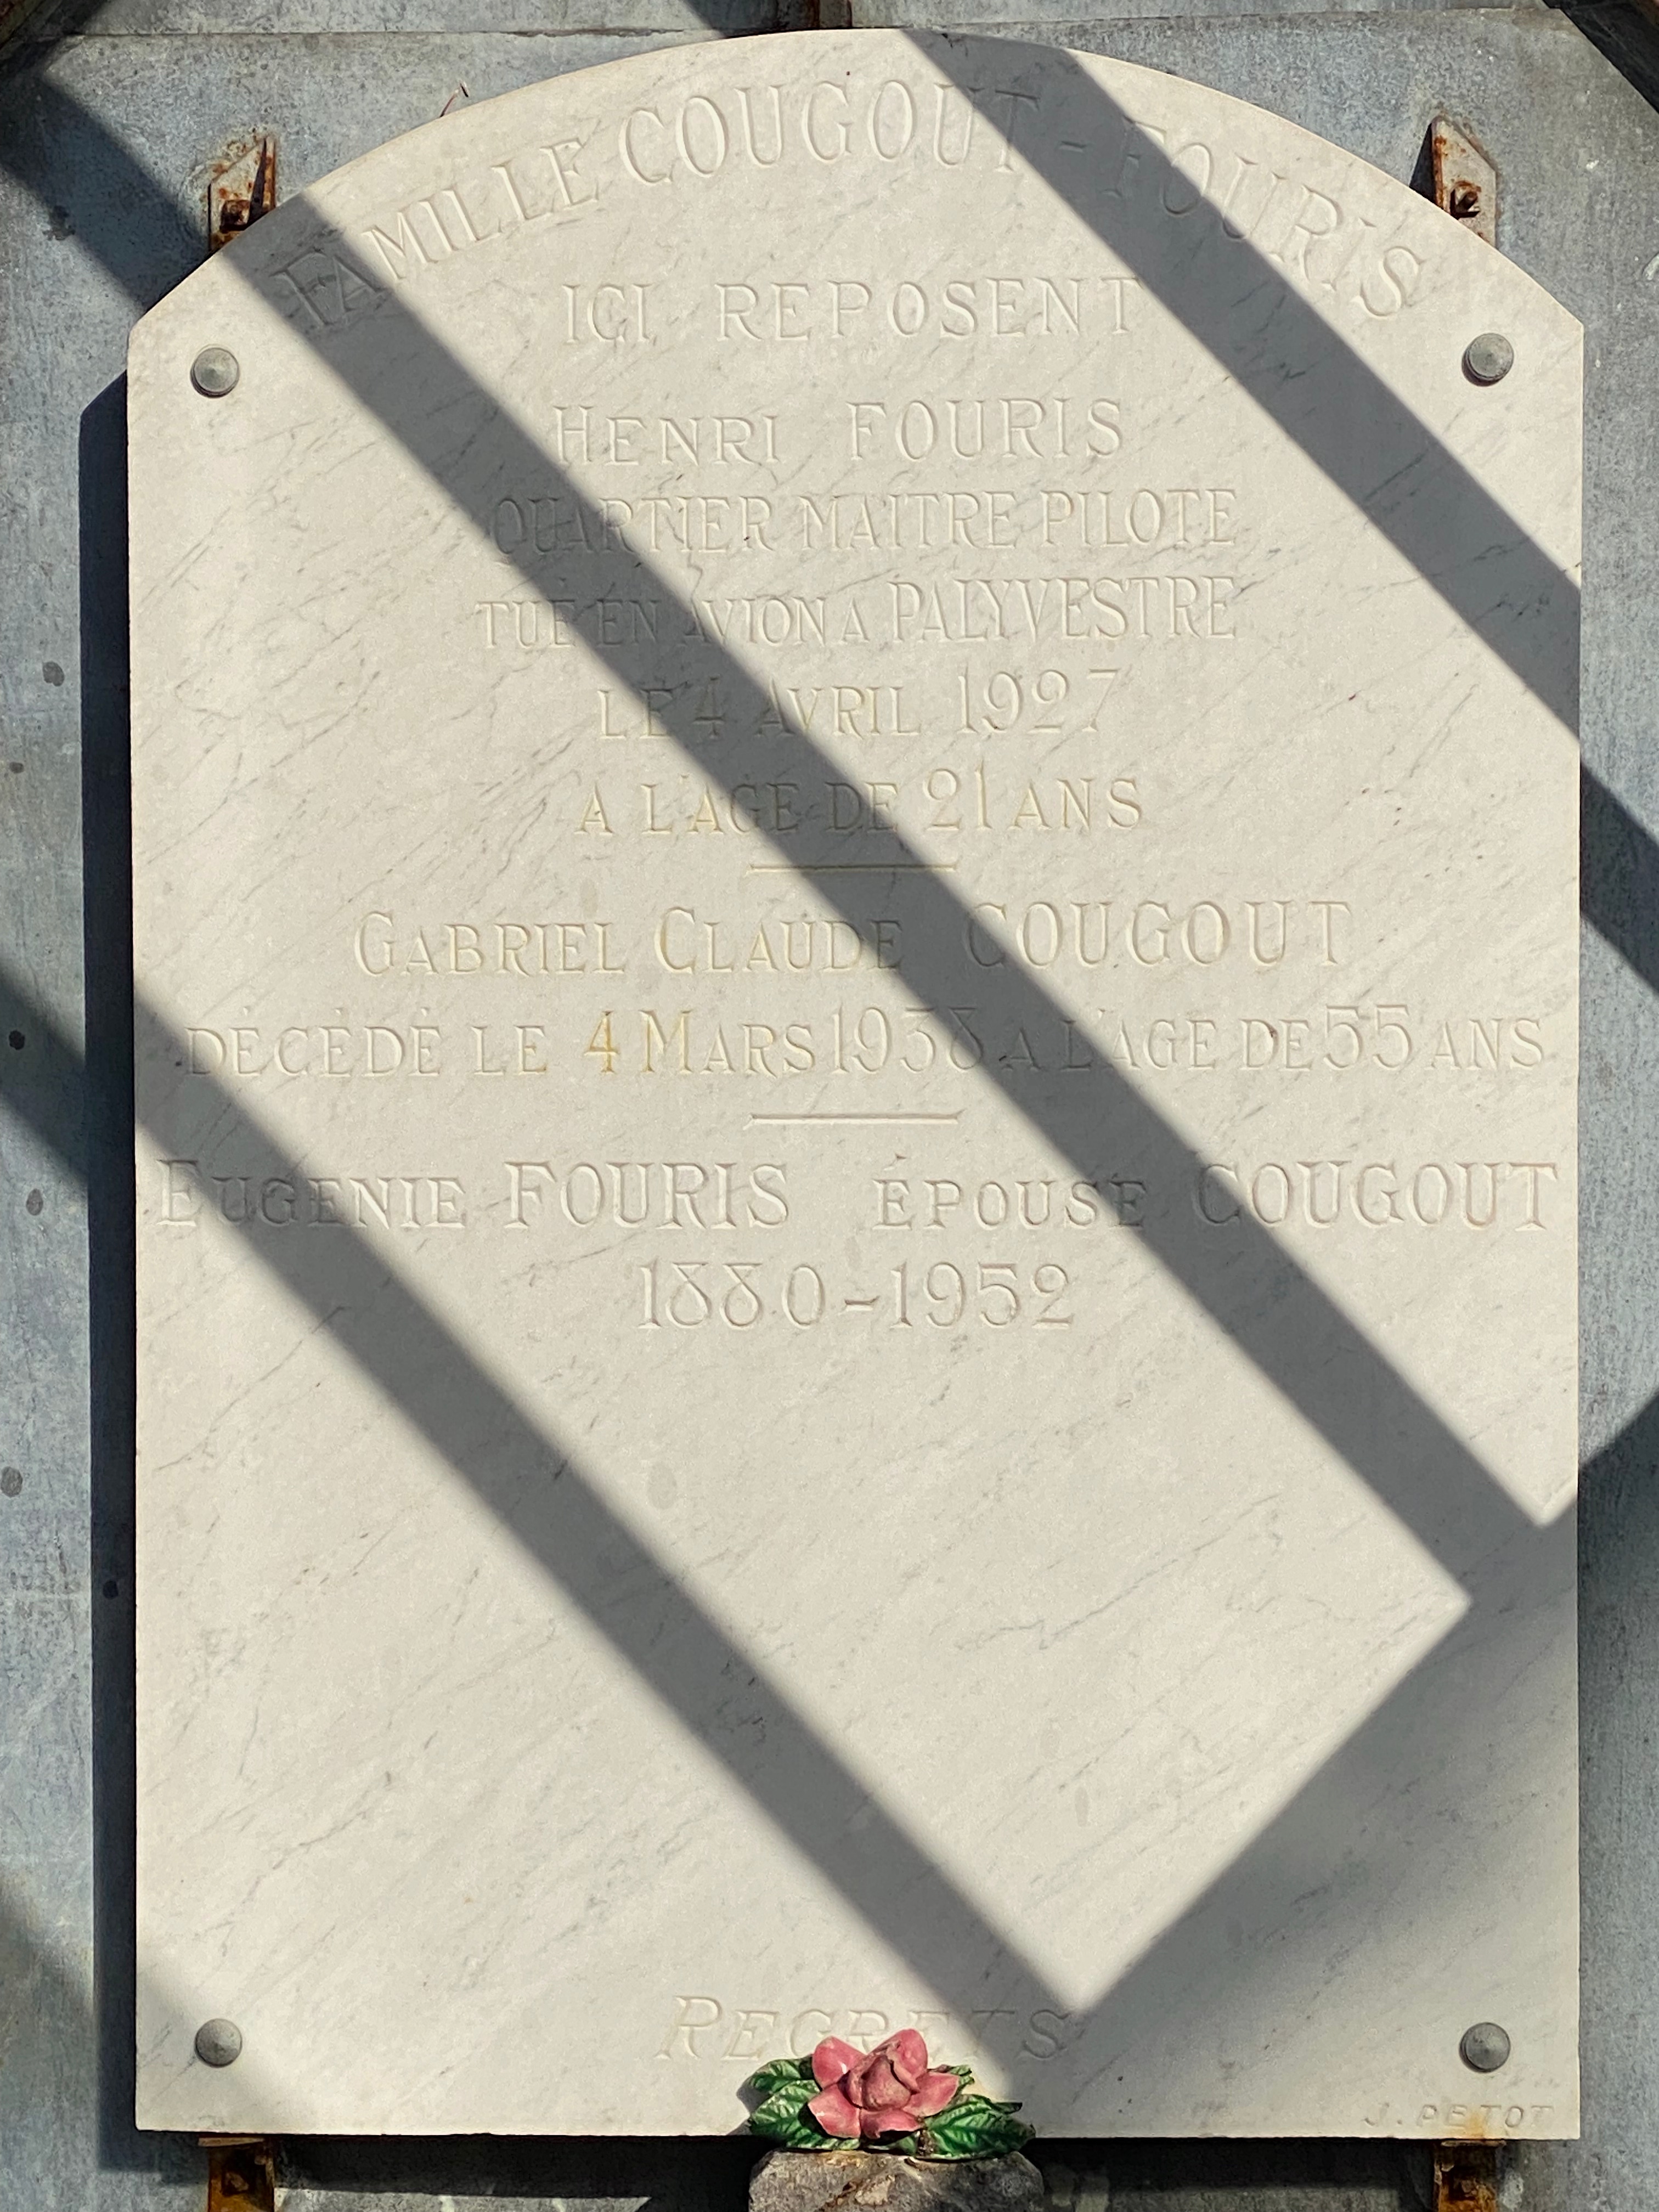 FAMILLE COUGOUT-FOURIS
ICI REPOSENT
HENRI FOURIS
QUARTIER MAITRE PILOTE
TUÉ EN AVION A PALYVESTRE
LE 4 AVRIL 1927
A L'AGE DE 21 ANS
GABRIEL CLAUDE COUGOUT
DÉCÉDÉ LE 4 MARS 1938 A L'AGE DE 55 ANS
EUGENIE FOURIS ÉPOUSE COUGOUT
1880-1952
REGRETS
J. PETOT